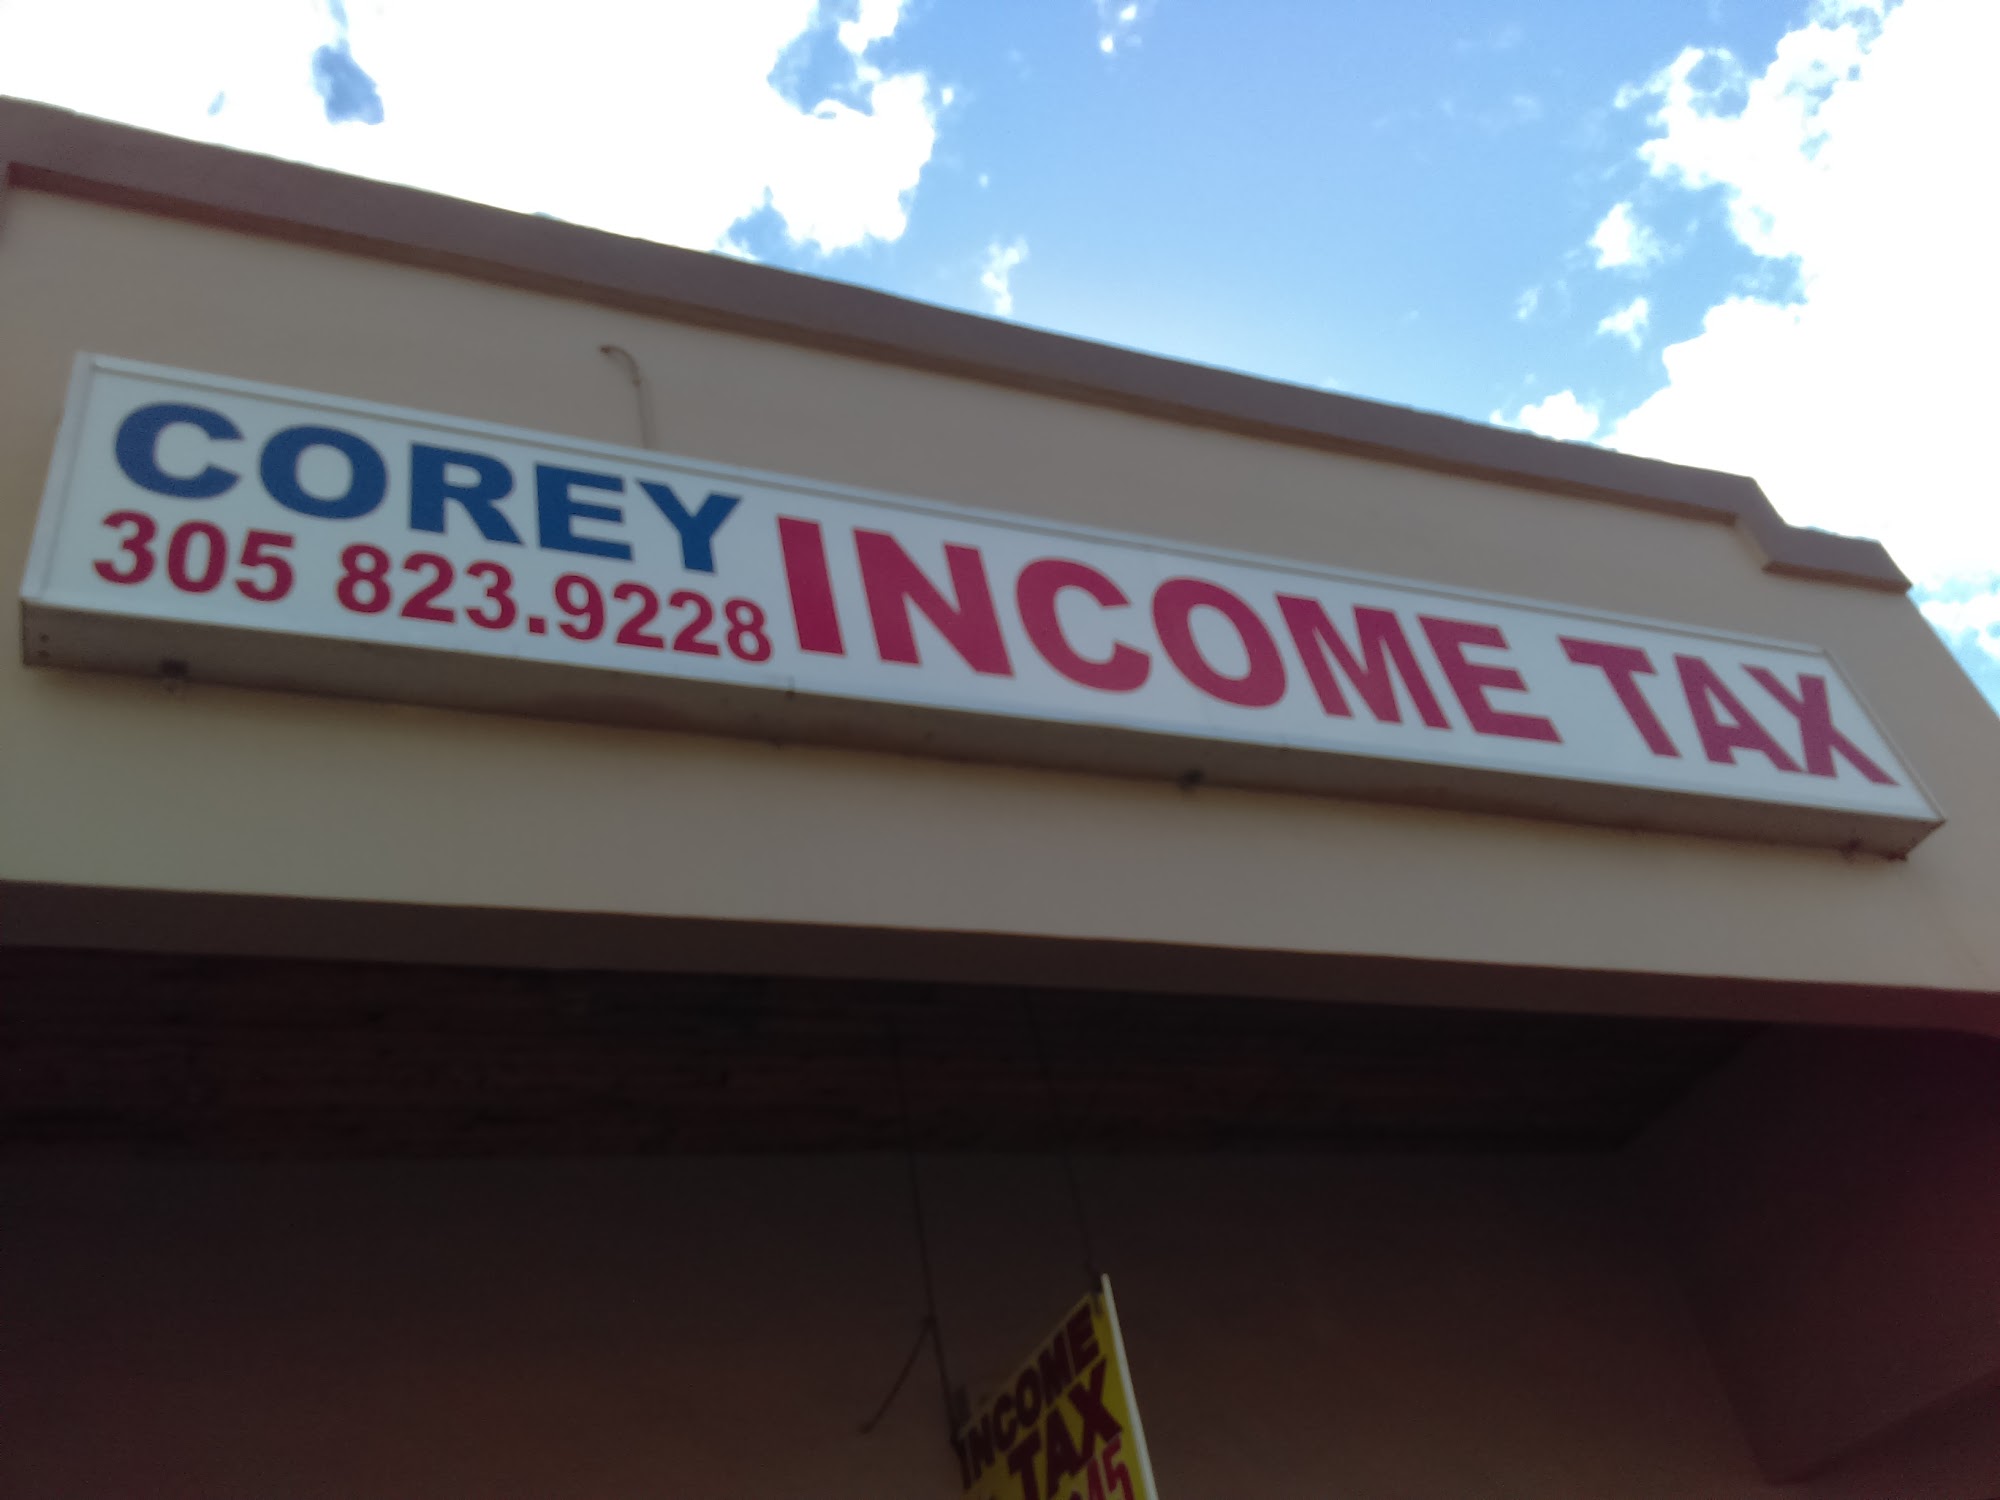 COREY
305 823.9228
INCOME TAX
INCOME
TAX